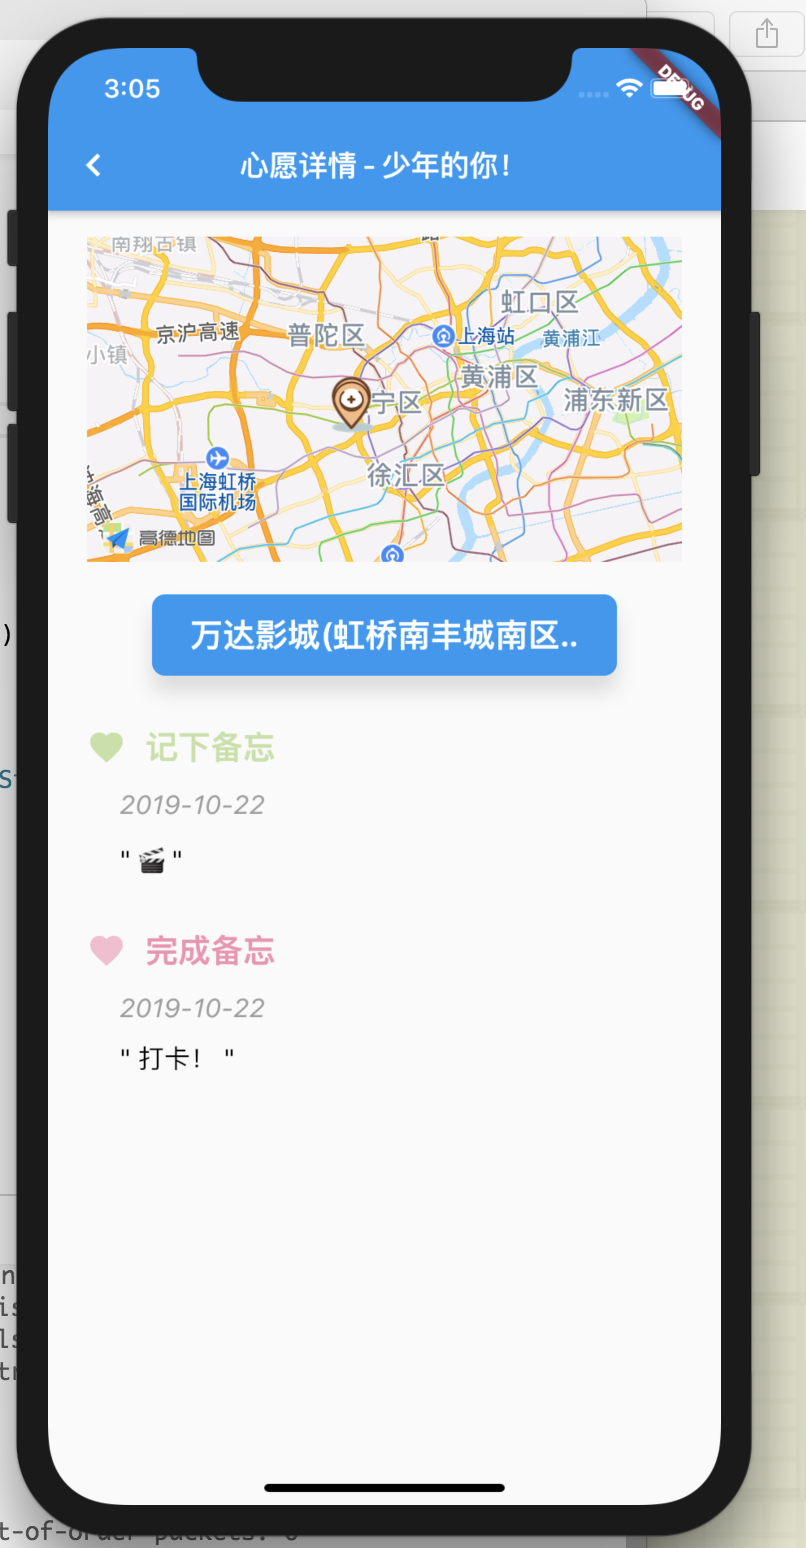 3:05
DEBUG
心愿详情 - 少年的你！
南翔古镇
虹口区
京沪高速
普陀区
上海站
黄浦江
小镇
黄浦区
宁区
浦东新区
徐汇区
上海虹桥
国际机场
高德地图
万达影城(虹桥南丰城南区..
记下备忘
2019-10-22
" 🎬 "
完成备忘
2019-10-22
" 打卡！ "
)
t-of-order packets: 0